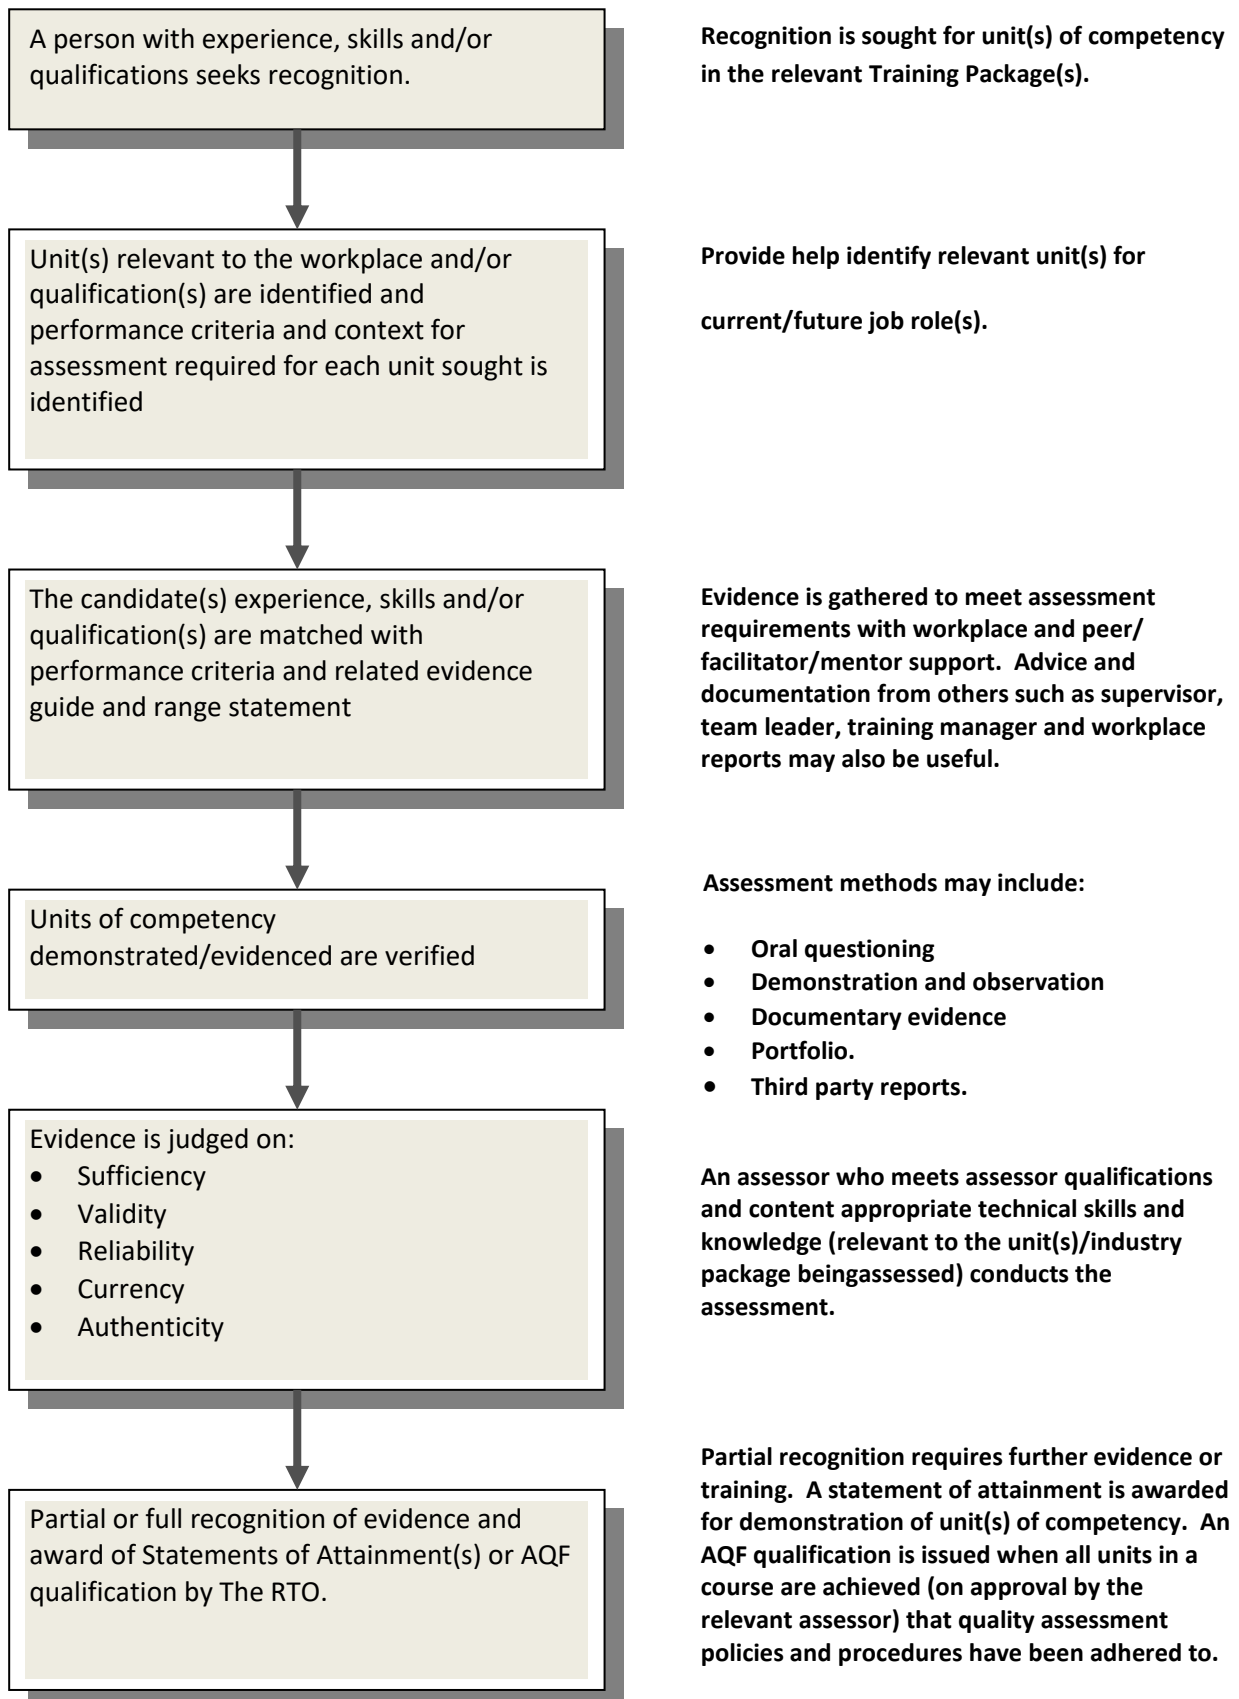 A person with experience, skills and/or
qualifications seeks recognition.
Recognition is sought for unit(s) of competency
in the relevant Training Package(s).
Unit(s) relevant to the workplace and/or
qualification(s) are identified and
performance criteria and context for
assessment required for each unit sought is
identified
Provide help identify relevant unit(s) for
current/future job role(s).
The candidate(s) experience, skills and/or
qualification(s) are matched with
performance criteria and related evidence
guide and range statement
Evidence is gathered to meet assessment
requirements with workplace and peer/
facilitator/mentor support.  Advice and
documentation from others such as supervisor,
team leader, training manager and workplace
reports may also be useful.
Units of competency
demonstrated/evidenced are verified
Assessment methods may include:
• Oral questioning
• Demonstration and observation
• Documentary evidence
• Portfolio.
• Third party reports.
Evidence is judged on:
• Sufficiency
• Validity
• Reliability
• Currency
• Authenticity
An assessor who meets assessor qualifications
and content appropriate technical skills and
knowledge (relevant to the unit(s)/industry
package beingassessed) conducts the
assessment.
Partial or full recognition of evidence and
award of Statements of Attainment(s) or AQF
qualification by The RTO.
Partial recognition requires further evidence or
training.  A statement of attainment is awarded
for demonstration of unit(s) of competency.  An
AQF qualification is issued when all units in a
course are achieved (on approval by the
relevant assessor) that quality assessment
policies and procedures have been adhered to.